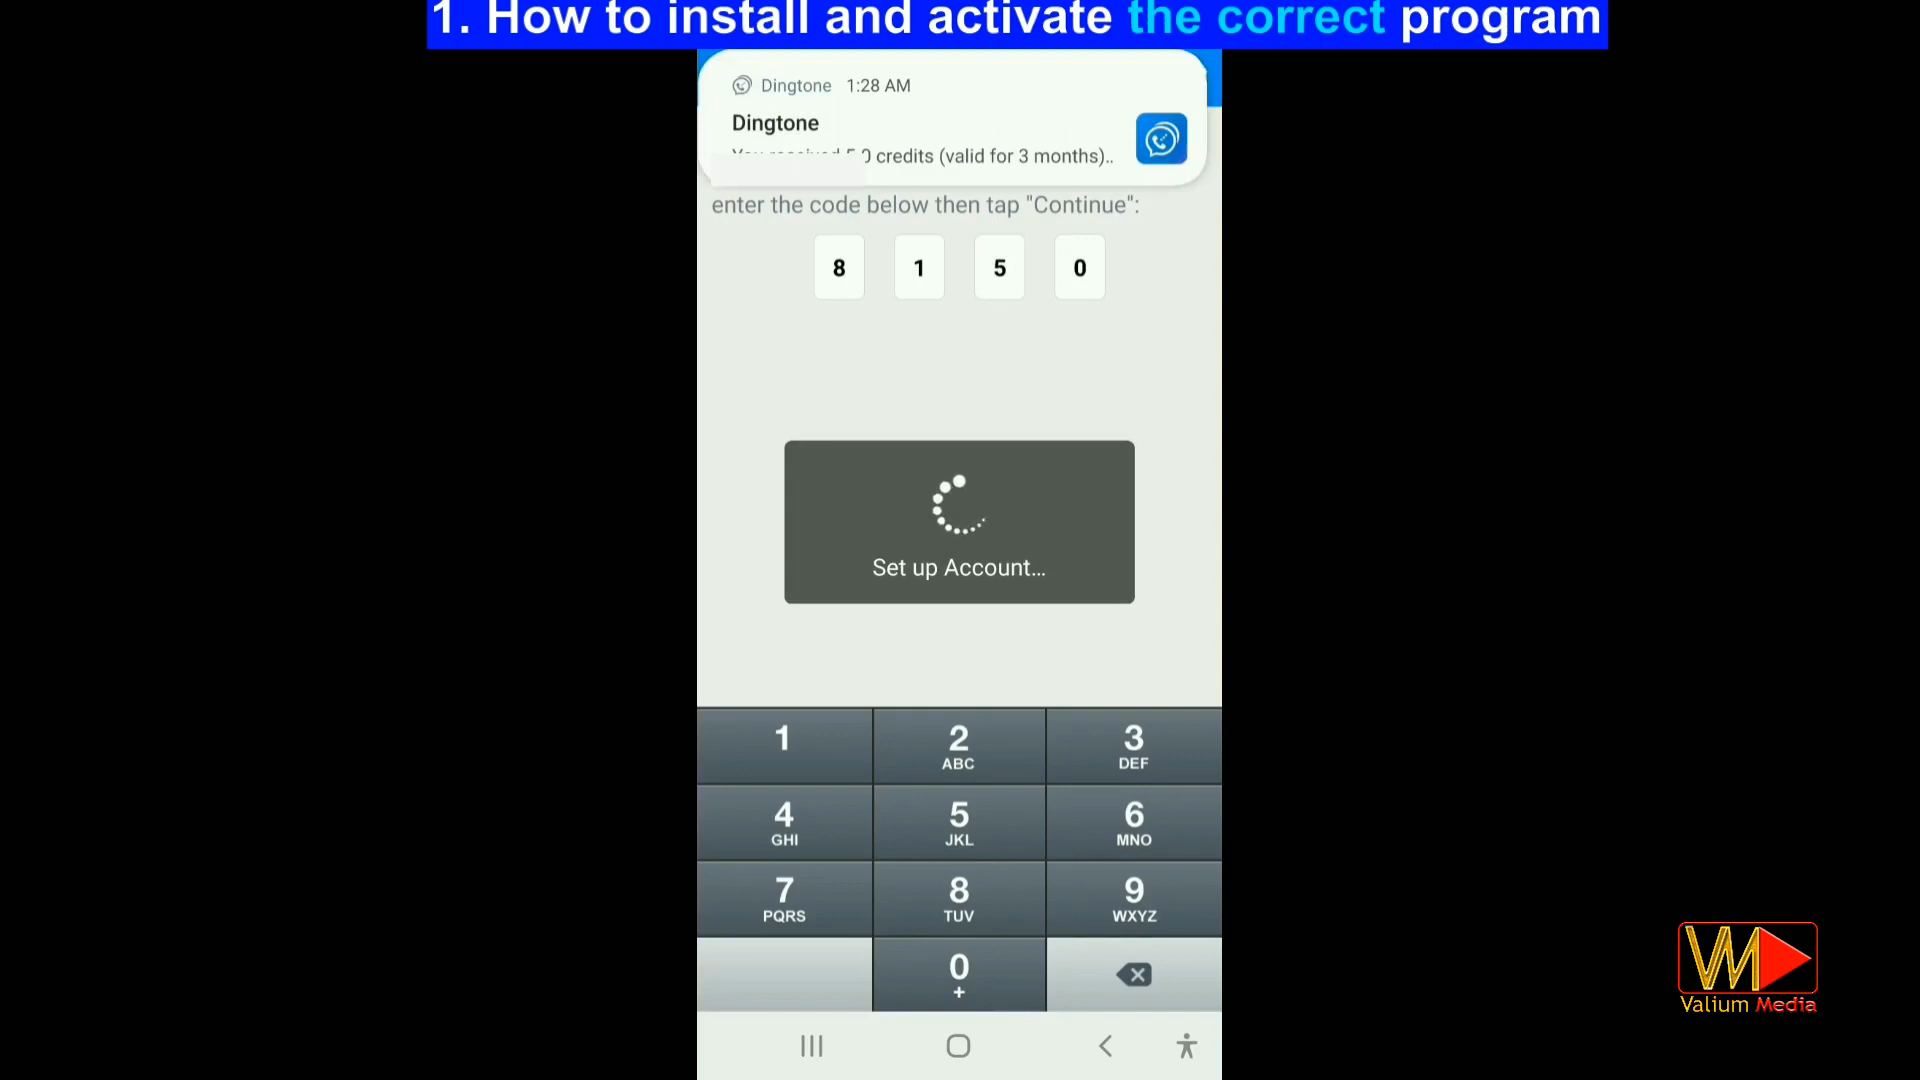 1. How to install and activate the correct program
Dingtone 1:28 AM
Dingtone
credits (valid for 3 months)..
enter the code below then tap "Continue":
8 1 5 0
Set up Account...
1 2 3
ABC DEF
4 5 6
GHI JKL MNO
7 8 9
PQRS TUV WXYZ
0
+
VM
Valium Media